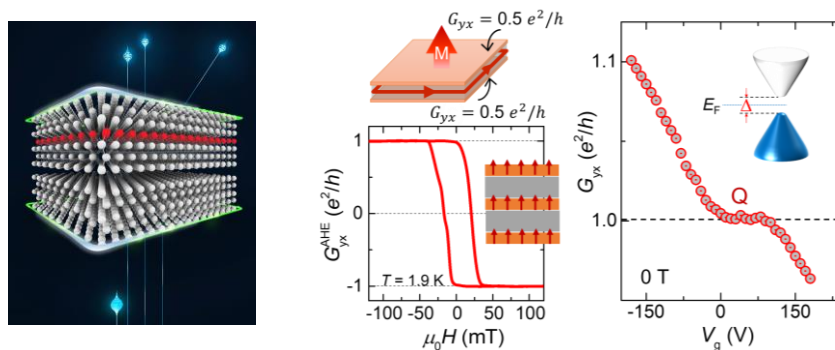 G_yx = 0.5 e²/h
M
G_yx = 0.5 e²/h
G_yx^AHE (e²/h)
1
0
-1
T = 1.9 K
-100
-50
0
50
100
μ₀H (mT)
G_yx (e²/h)
1.1
1.0
E_F
Δ
Q
0 T
-150
0
150
V_g (V)